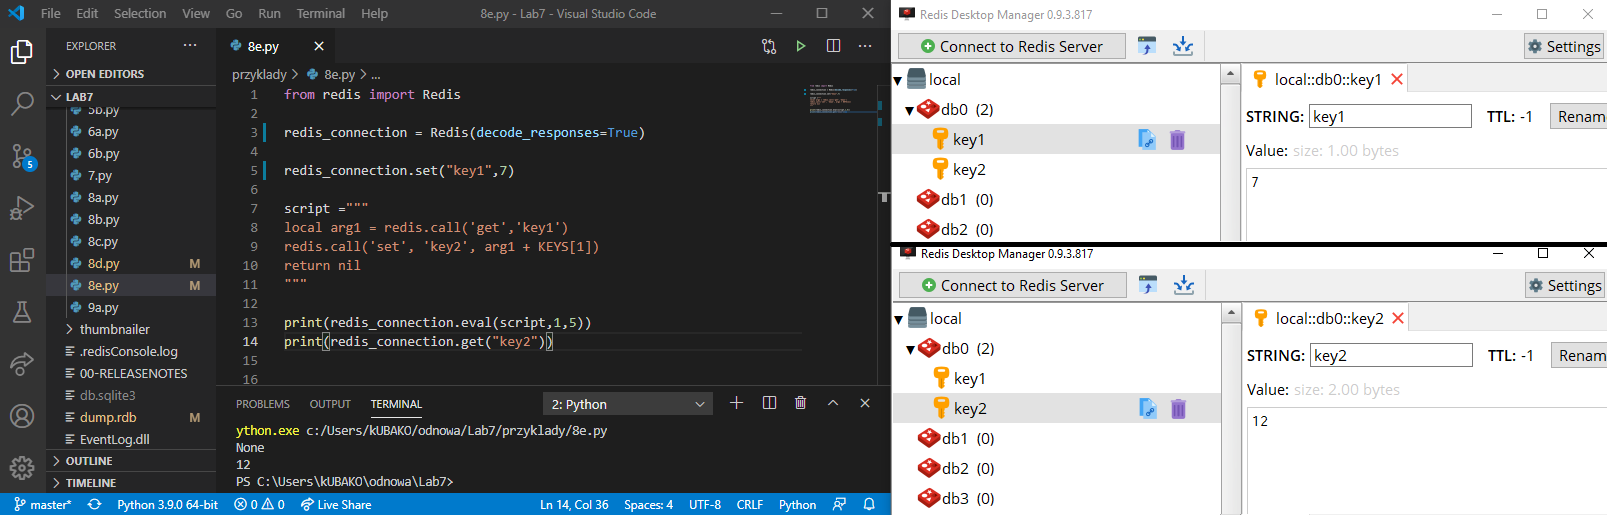 File Edit Selection View Go Run Terminal Help 8e.py - Lab7 - Visual Studio Code
EXPLORER
OPEN EDITORS
LAB7
5b.py
6a.py
6b.py
7.py
8a.py
8b.py
8c.py
8d.py M
8e.py M
9a.py
thumbnailer
.redisConsole.log
00-RELEASENOTES
db.sqlite3
dump.rdb M
EventLog.dll
OUTLINE
TIMELINE
5
8e.py
przyklady > 8e.py > ...
1 from redis import Redis
2
3 redis_connection = Redis(decode_responses=True)
4
5 redis_connection.set("key1",7)
6
7 script ="""
8 local arg1 = redis.call('get','key1')
9 redis.call('set', 'key2', arg1 + KEYS[1])
10 return nil
11 """
12
13 print(redis_connection.eval(script,1,5))
14 print(redis_connection.get("key2"))
15
16
PROBLEMS OUTPUT TERMINAL 2: Python
ython.exe c:/Users/kUBAKO/odnowa/Lab7/przyklady/8e.py
None
12
PS C:\Users\kUBAKO\odnowa\Lab7>
master* Python 3.9.0 64-bit 0 0 Live Share Ln 14, Col 36 Spaces: 4 UTF-8 CRLF Python
Redis Desktop Manager 0.9.3.817
Connect to Redis Server Settings
local
db0 (2)
key1
key2
db1 (0)
db2 (0)
local::db0::key1
STRING: key1 TTL: -1 Renam
Value: size: 1.00 bytes
7
Redis Desktop Manager 0.9.3.817
Connect to Redis Server Settings
local
db0 (2)
key1
key2
db1 (0)
db2 (0)
db3 (0)
local::db0::key2
STRING: key2 TTL: -1 Renam
Value: size: 2.00 bytes
12